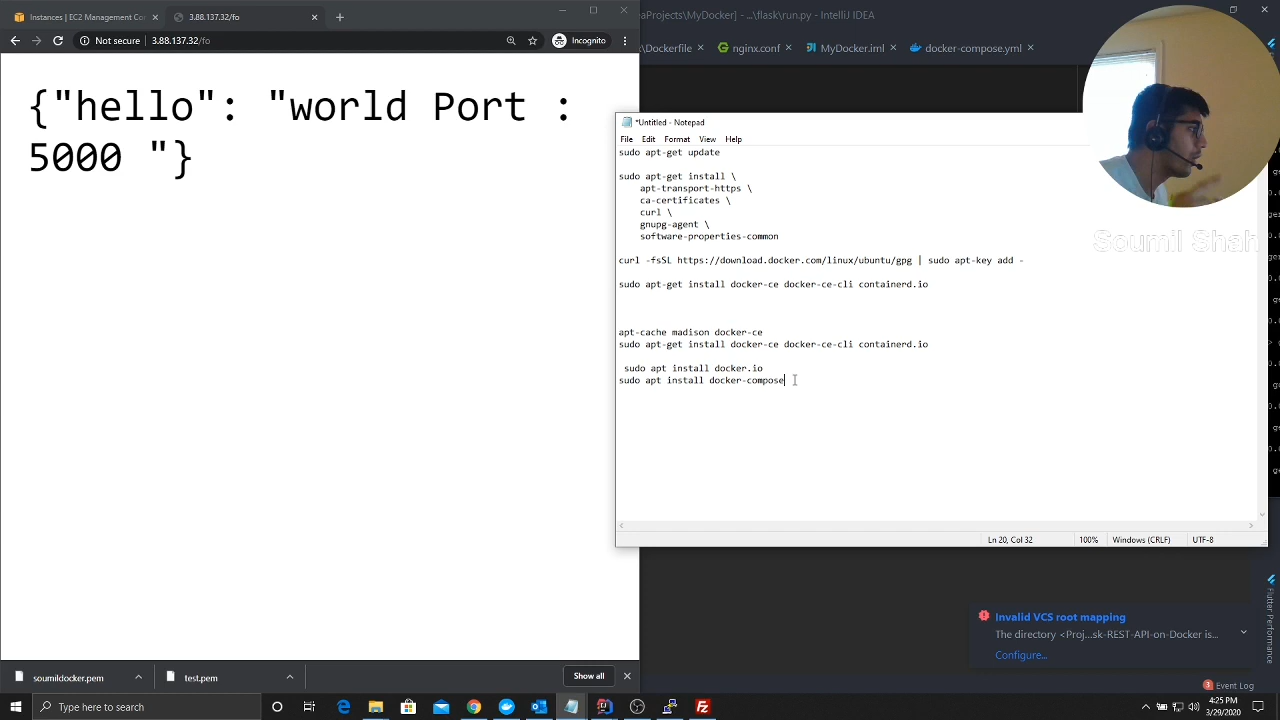 Instances | EC2 Management Co
3.88.137.32/fo
aProjects\MyDocker] - ...\flask\run.py - IntelliJ IDEA
Not secure | 3.88.137.32/fo
Incognito
\Dockerfile
nginx.conf
MyDocker.iml
docker-compose.yml
{"hello": "world Port :
5000 "}
*Untitled - Notepad
File Edit Format View Help
sudo apt-get update
sudo apt-get install \
apt-transport-https \
ca-certificates \
curl \
gnupg-agent \
software-properties-common
Soumil Shah
curl -fsSL https://download.docker.com/linux/ubuntu/gpg | sudo apt-key add -
sudo apt-get install docker-ce docker-ce-cli containerd.io
apt-cache madison docker-ce
sudo apt-get install docker-ce docker-ce-cli containerd.io
sudo apt install docker.io
sudo apt install docker-compose
Ln 20, Col 32
100%
Windows (CRLF)
UTF-8
Invalid VCS root mapping
The directory <Proj...sk-REST-API-on-Docker is...
Configure...
Flutter Performance
soumildocker.pem
test.pem
Show all
Event Log
Type here to search
4:25 PM
3/29/2020